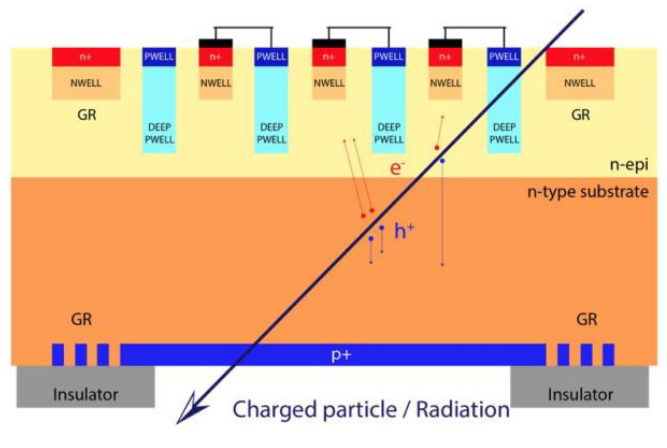 n+ PWELL n+ PWELL n+ PWELL n+ PWELL n+
NWELL NWELL NWELL NWELL NWELL
GR GR
DEEP PWELL DEEP PWELL DEEP PWELL DEEP PWELL
e-
n-epi
n-type substrate
h+
GR GR
p+
Insulator Insulator
Charged particle / Radiation